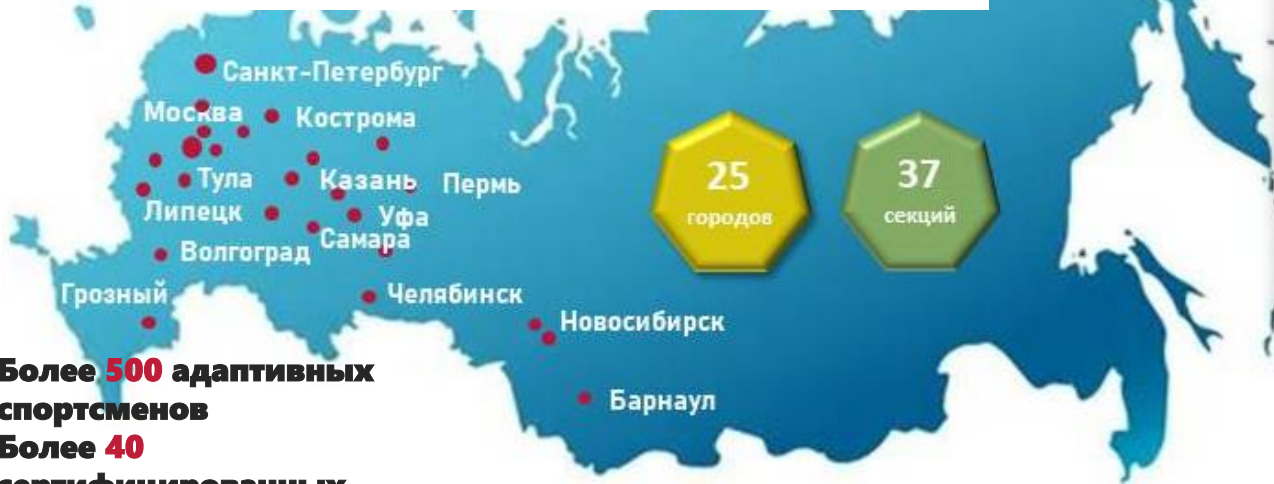 Санкт-Петербург
Москва
Кострома
Тула
Казань
Пермь
Липецк
Уфа
Самара
Волгоград
Грозный
Челябинск
Новосибирск
Барнаул
25
городов
37
секций
Более 500 адаптивных
спортсменов
Более 40
сертифицированных